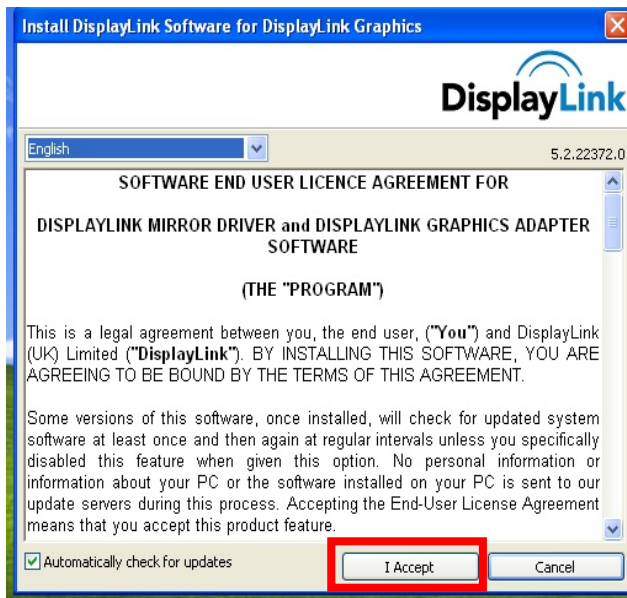 Install DisplayLink Software for DisplayLink Graphics
DisplayLink
English
5.2.22372.0
SOFTWARE END USER LICENCE AGREEMENT FOR
DISPLAYLINK MIRROR DRIVER and DISPLAYLINK GRAPHICS ADAPTER
SOFTWARE
(THE "PROGRAM")
This is a legal agreement between you, the end user, ("You") and DisplayLink
(UK) Limited ("DisplayLink"). BY INSTALLING THIS SOFTWARE, YOU ARE
AGREEING TO BE BOUND BY THE TERMS OF THIS AGREEMENT.
Some versions of this software, once installed, will check for updated system
software at least once and then again at regular intervals unless you specifically
disabled this feature when given this option. No personal information or
information about your PC or the software installed on your PC is sent to our
update servers during this process. Accepting the End-User License Agreement
means that you accept this product feature.
Automatically check for updates
I Accept
Cancel